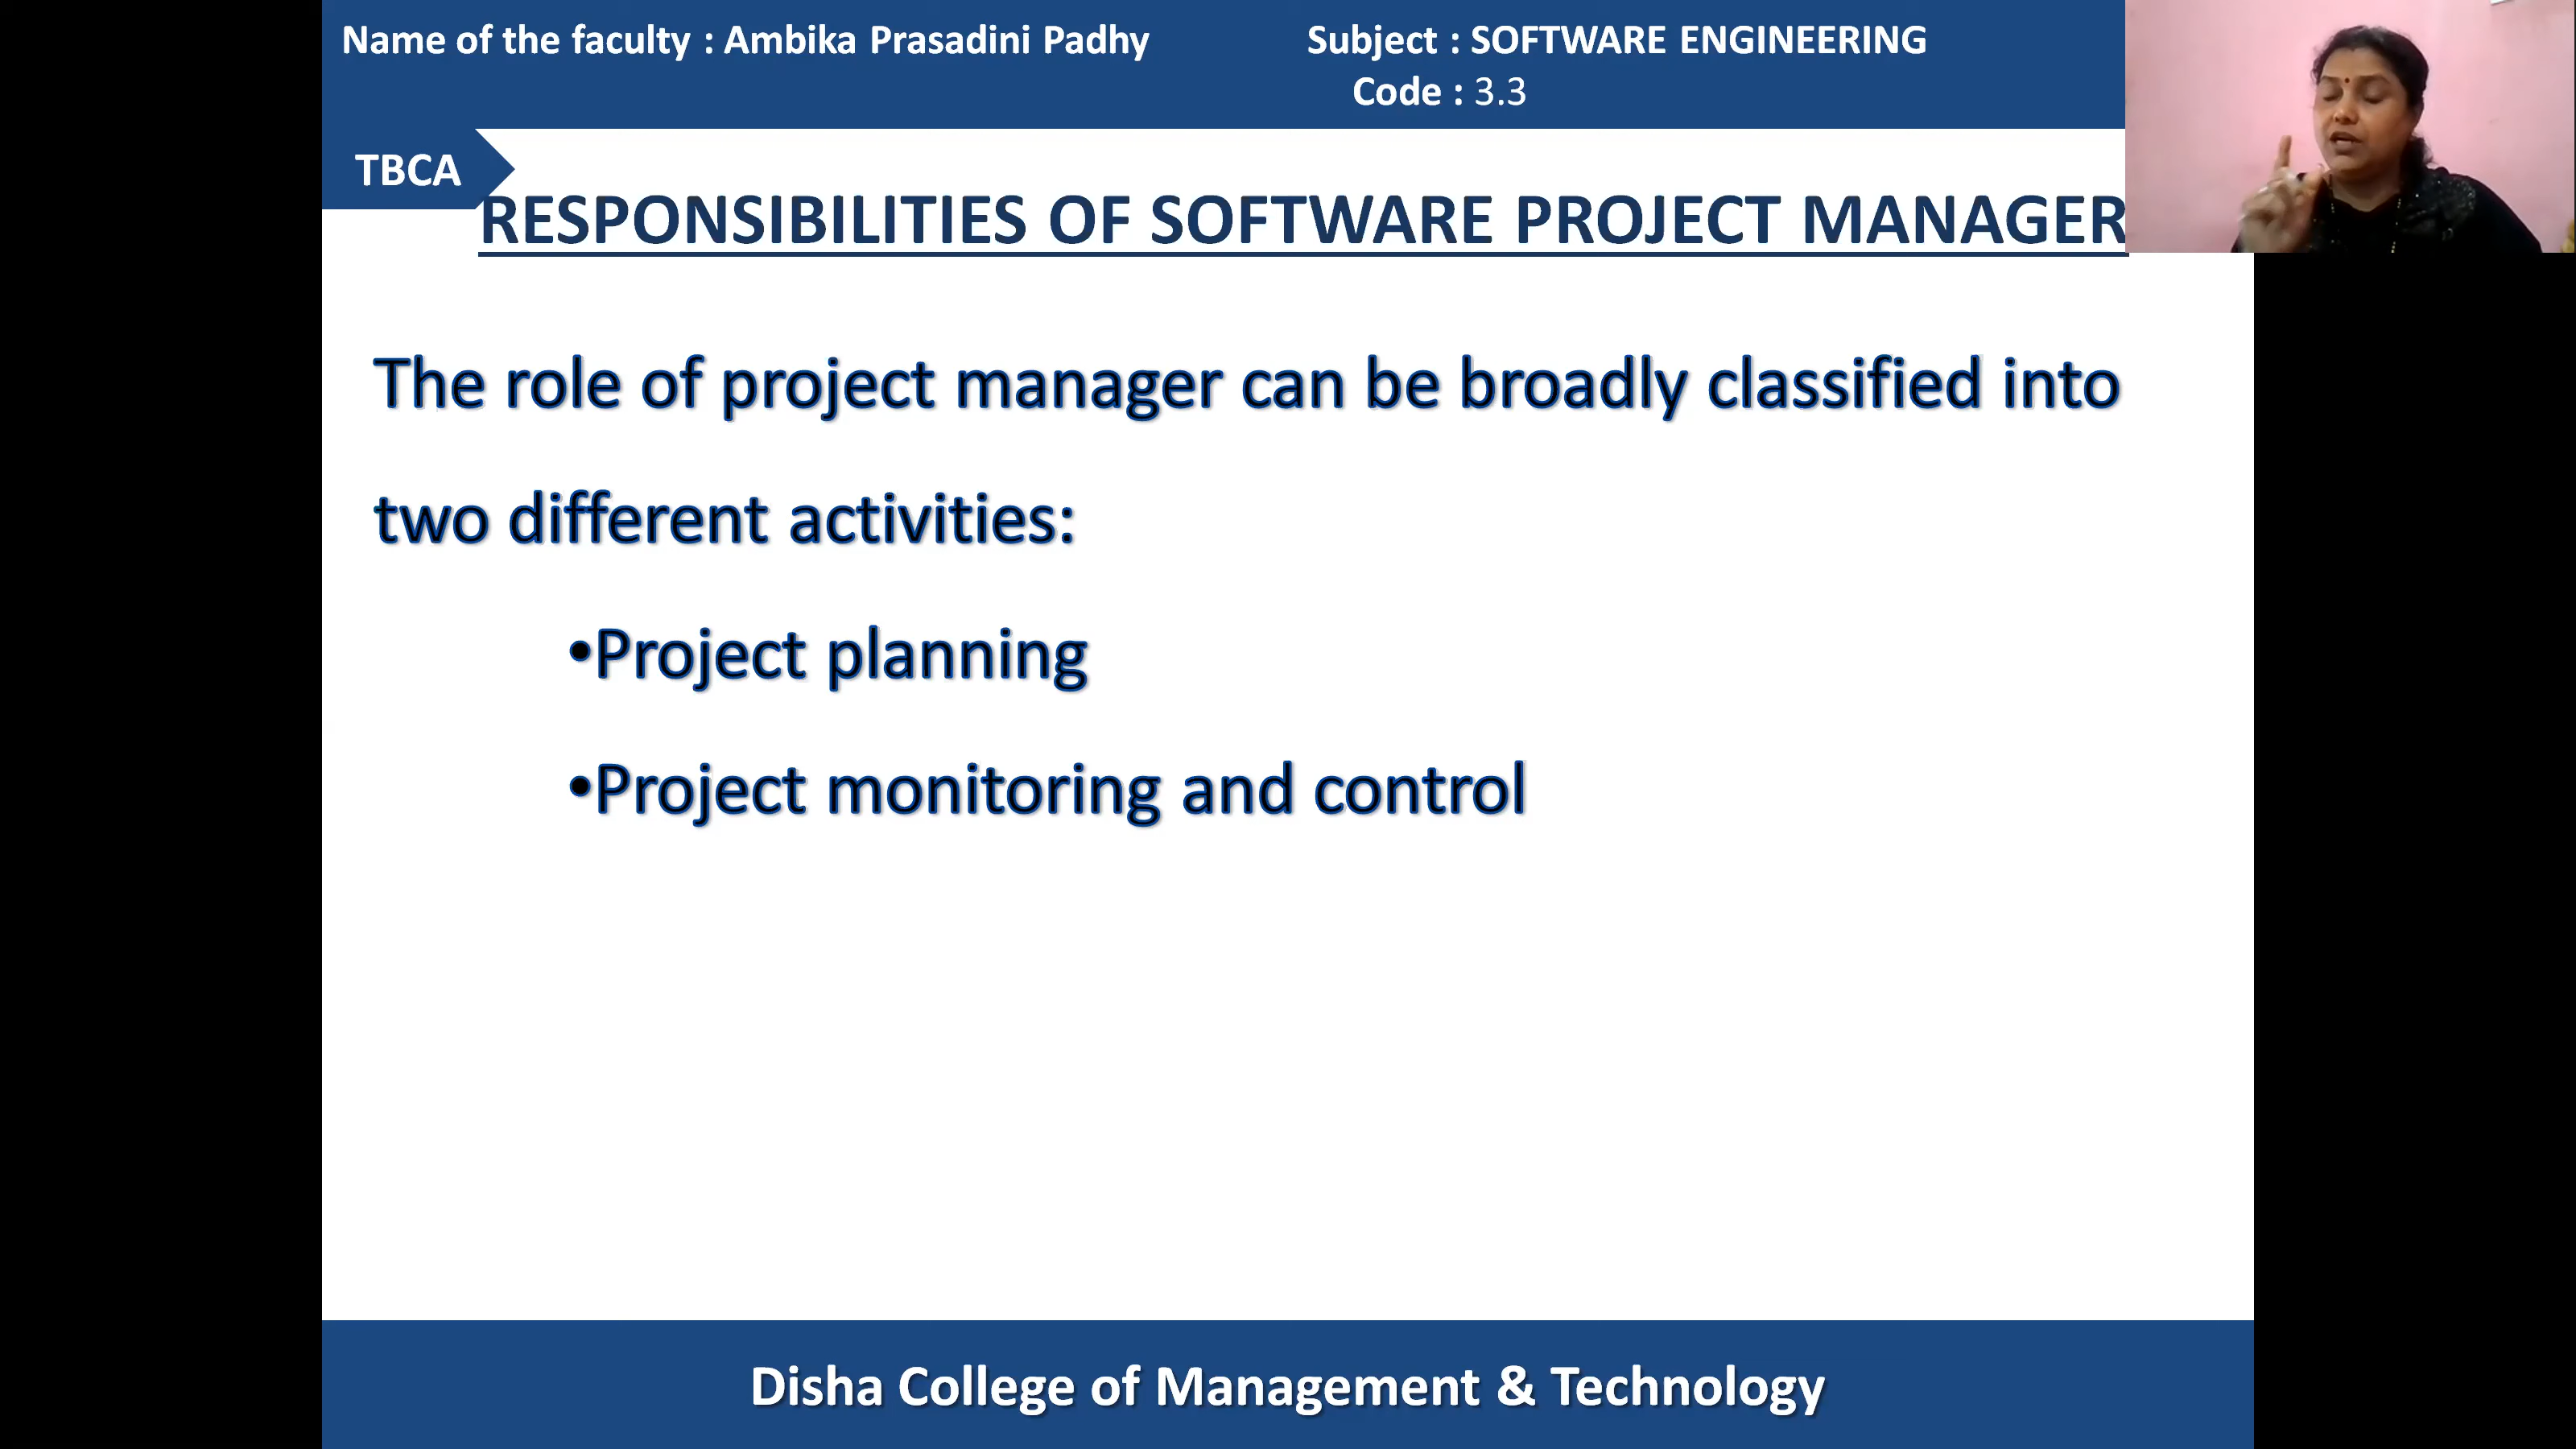 Name of the faculty : Ambika Prasadini Padhy
Subject : SOFTWARE ENGINEERING
Code : 3.3
TBCA
RESPONSIBILITIES OF SOFTWARE PROJECT MANAGER
The role of project manager can be broadly classified into
two different activities:
•Project planning
•Project monitoring and control
Disha College of Management & Technology